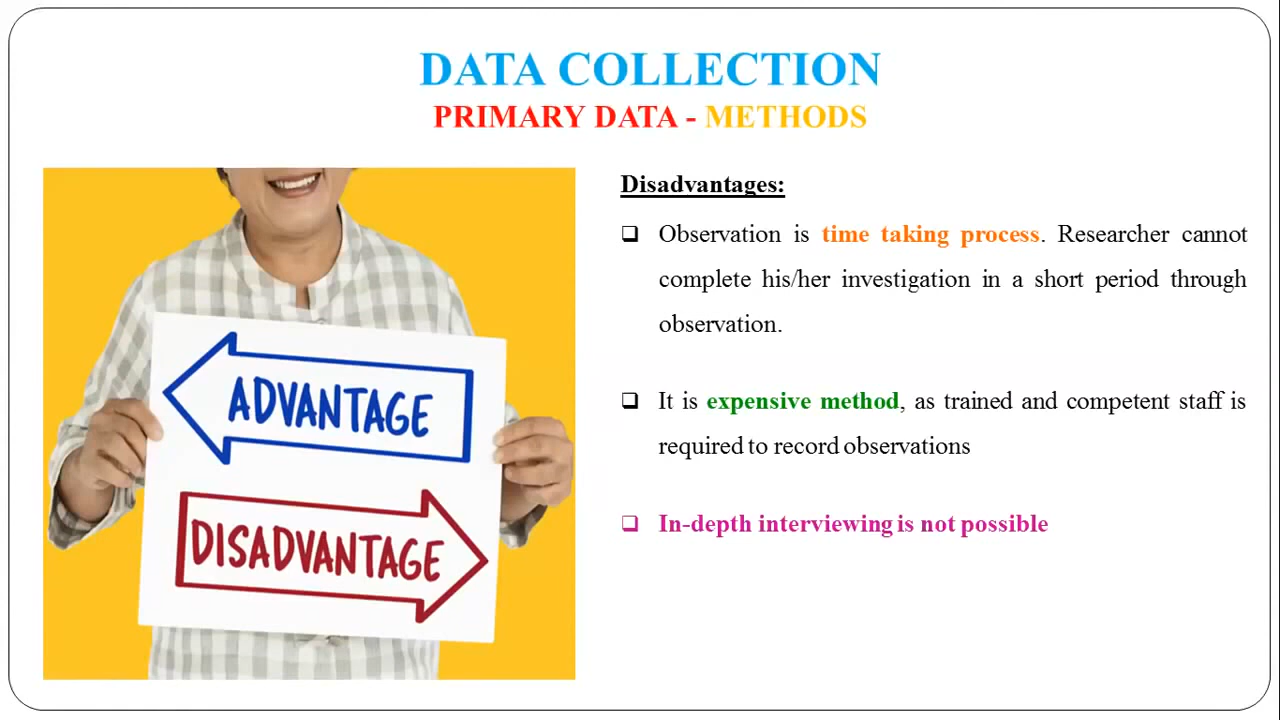 DATA COLLECTION
PRIMARY DATA - METHODS
ADVANTAGE
DISADVANTAGE
Disadvantages:
Observation is time taking process. Researcher cannot
complete his/her investigation in a short period through
observation.
It is expensive method, as trained and competent staff is
required to record observations
In-depth interviewing is not possible